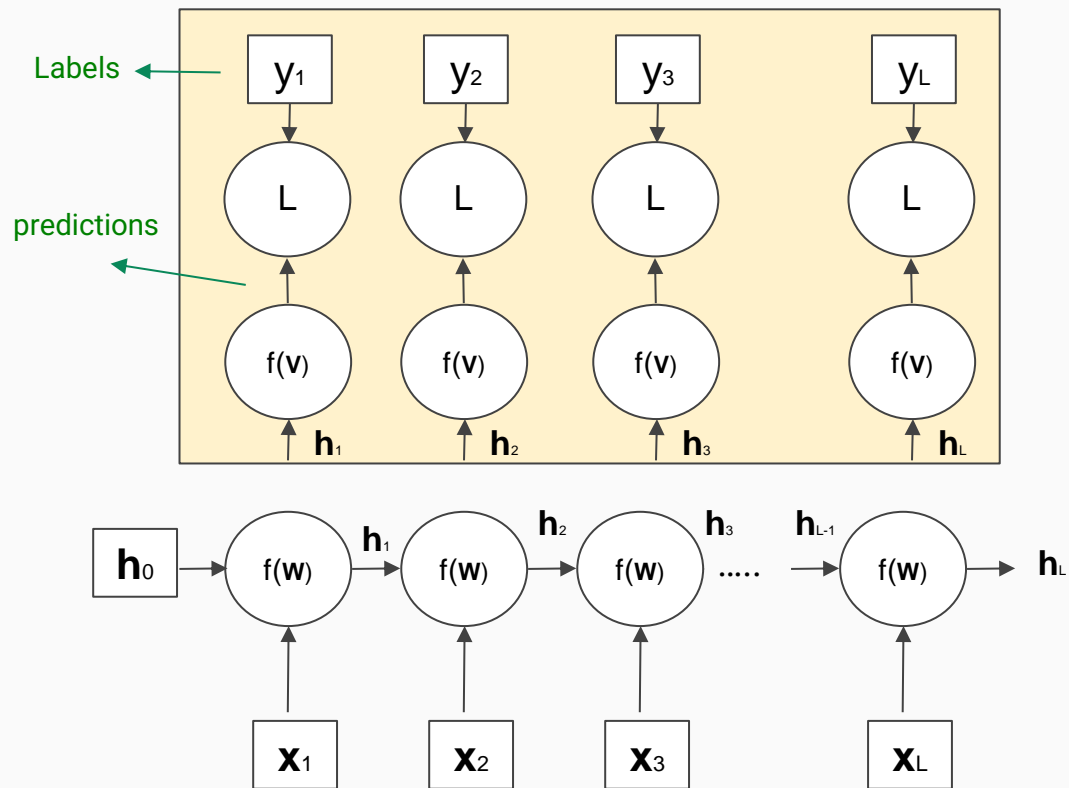 Labels
y1 y2 y3 yL
L L L L
predictions
f(v) f(v) f(v) f(v)
h1 h2 h3 hL
h0 f(w) h1 f(w) h2 f(w) h3 ..... hL-1 f(w) hL
x1 x2 x3 xL